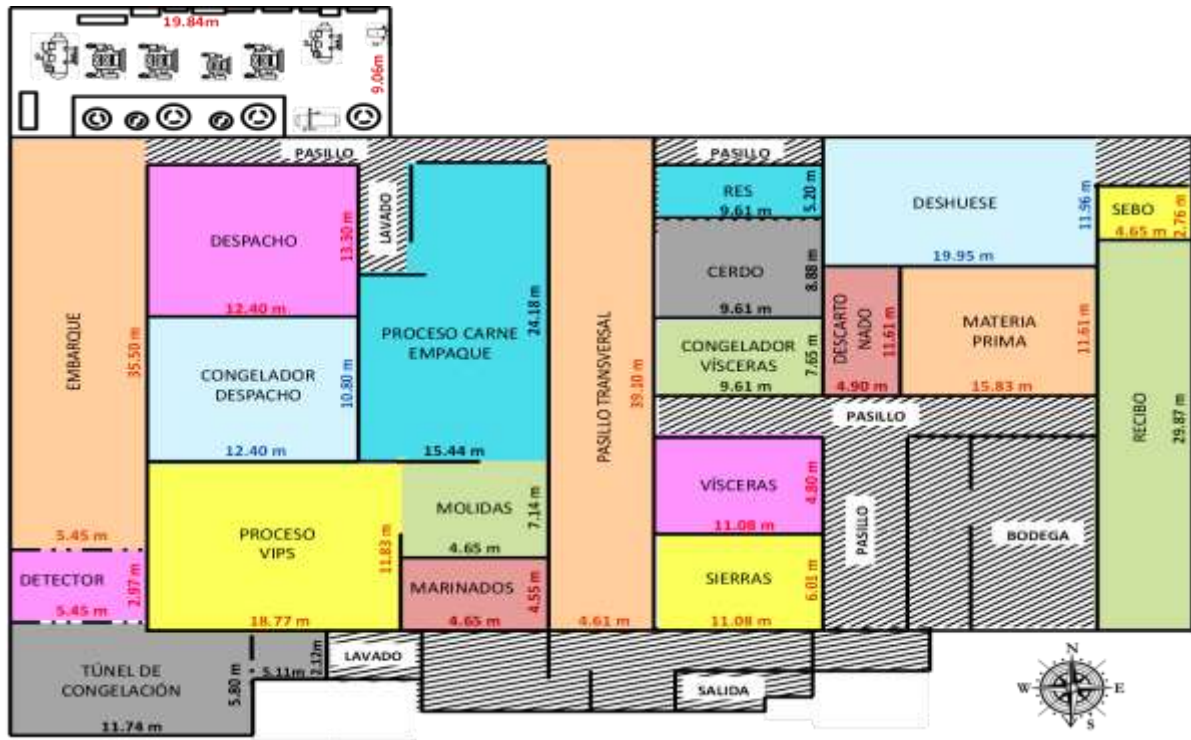 19.84m
9.06m
PASILLO
PASILLO
LAVADO
RES
9.61 m
5.20 m
DESHUESE
11.96 m
19.95 m
SEBO
4.65 m
2.76 m
DESPACHO
13.30 m
12.40 m
CERDO
8.88 m
9.61 m
EMBARQUE
35.50 m
5.45 m
PROCESO CARNE
EMPAQUE
24.18 m
15.44 m
PASILLO TRANSVERSAL
39.10 m
4.61 m
CONGELADOR
VÍSCERAS
7.65 m
9.61 m
DESCARTO
NADO
11.61 m
4.90 m
MATERIA
PRIMA
11.61 m
15.83 m
CONGELADOR
DESPACHO
10.80 m
12.40 m
PASILLO
RECIBO
29.87 m
VÍSCERAS
4.80 m
11.08 m
MOLIDAS
7.14 m
4.65 m
PROCESO
VIPS
11.83 m
18.77 m
PASILLO
BODEGA
DETECTOR
2.97 m
5.45 m
MARINADOS
4.55 m
4.65 m
SIERRAS
6.01 m
11.08 m
TÚNEL DE
CONGELACIÓN
5.80 m
11.74 m
5.11m
2.12m
LAVADO
SALIDA
N
W
E
S